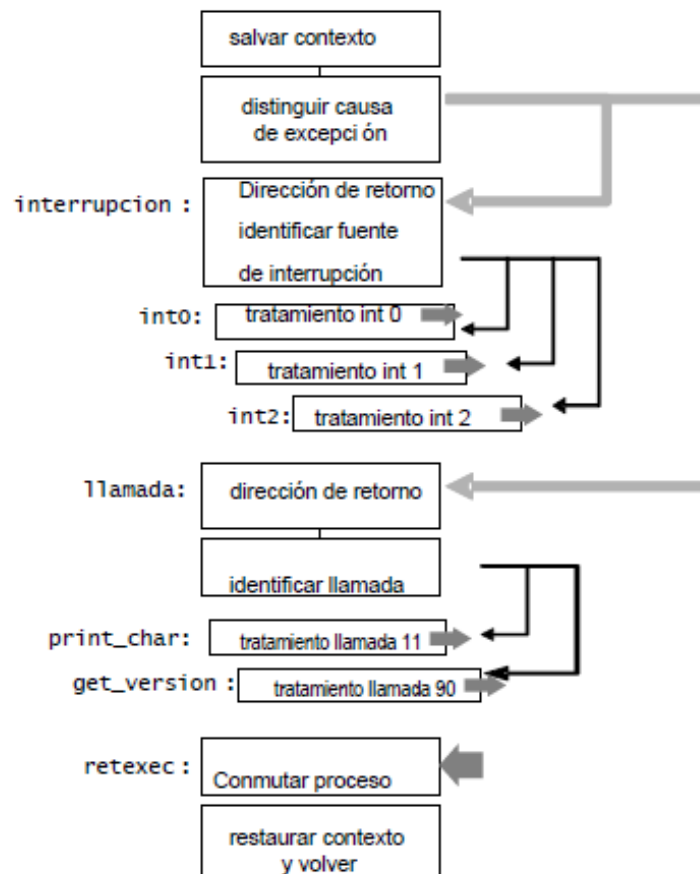 salvar contexto
distinguir causa
de excepci ón
interrupcion :
Dirección de retorno
identificar fuente
de interrupción
int0:
tratamiento int 0
int1:
tratamiento int 1
int2:
tratamiento int 2
llamada:
dirección de retorno
identificar llamada
print_char:
tratamiento llamada 11
get_version :
tratamiento llamada 90
retexec :
Conmutar proceso
restaurar contexto
y volver